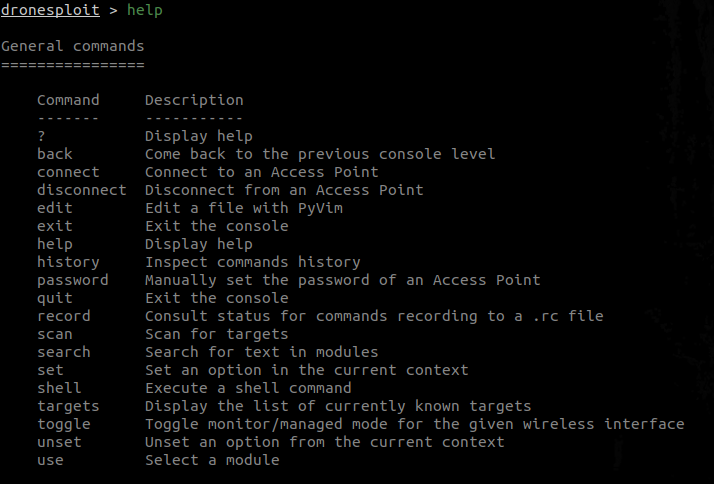 dronesploit > help
General commands
================
Command Description
------- -----------
? Display help
back Come back to the previous console level
connect Connect to an Access Point
disconnect Disconnect from an Access Point
edit Edit a file with PyVim
exit Exit the console
help Display help
history Inspect commands history
password Manually set the password of an Access Point
quit Exit the console
record Consult status for commands recording to a .rc file
scan Scan for targets
search Search for text in modules
set Set an option in the current context
shell Execute a shell command
targets Display the list of currently known targets
toggle Toggle monitor/managed mode for the given wireless interface
unset Unset an option from the current context
use Select a module